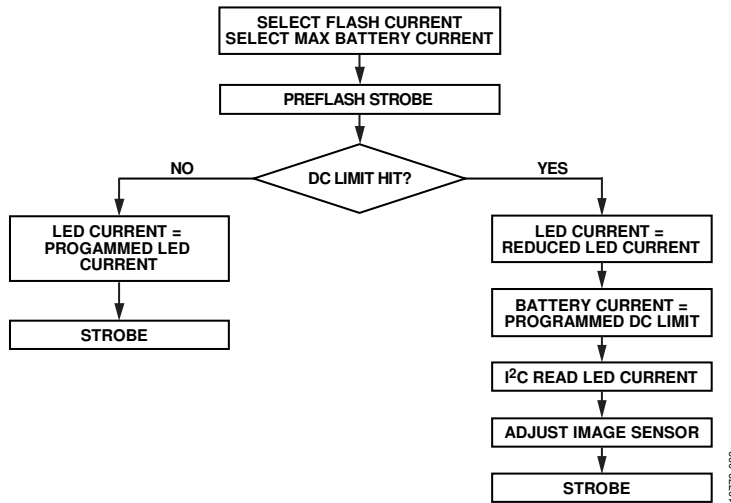 SELECT FLASH CURRENT
SELECT MAX BATTERY CURRENT
PREFLASH STROBE
DC LIMIT HIT?
NO
YES
LED CURRENT =
PROGAMMED LED
CURRENT
STROBE
LED CURRENT =
REDUCED LED CURRENT
BATTERY CURRENT =
PROGRAMMED DC LIMIT
I²C READ LED CURRENT
ADJUST IMAGE SENSOR
STROBE